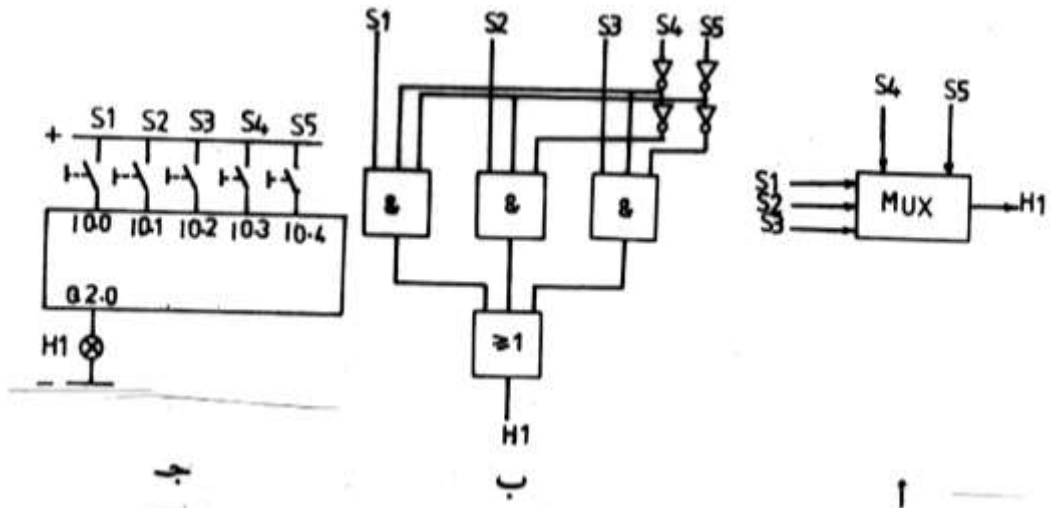 S1 S2 S3 S4 S5
+ S1 S2 S3 S4 S5
I0.0 I0.1 I0.2 I0.3 I0.4
Q2.0
H1
−
& & &
≥1
H1
S4 S5
S1
S2
S3
MUX
H1
جـ ب أ